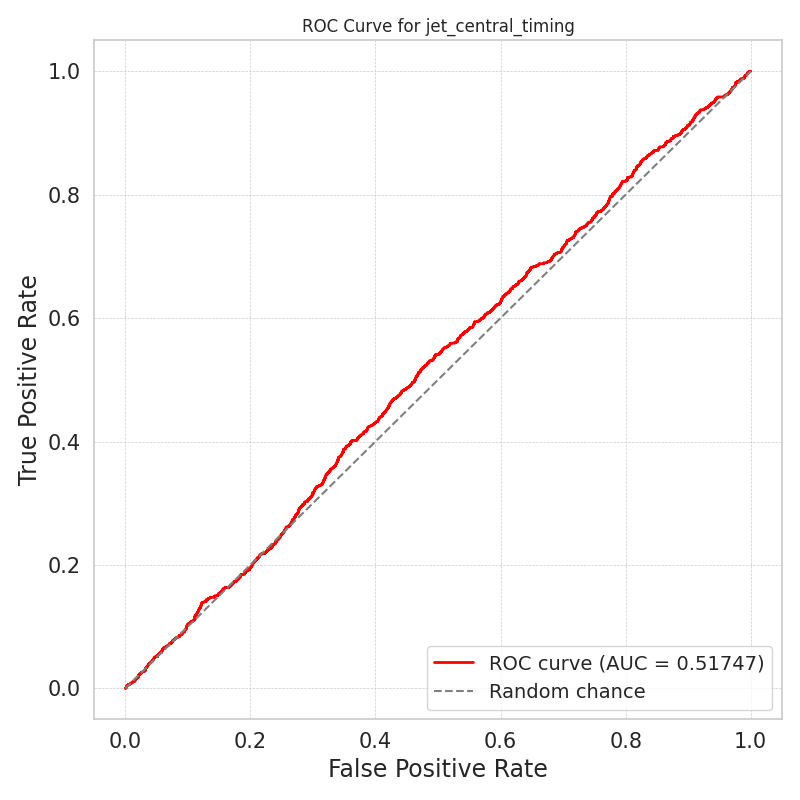 ROC Curve for jet_central_timing
1.0
0.8
0.6
0.4
0.2
0.0
True Positive Rate
ROC curve (AUC = 0.51747)
Random chance
0.0 0.2 0.4 0.6 0.8 1.0
False Positive Rate